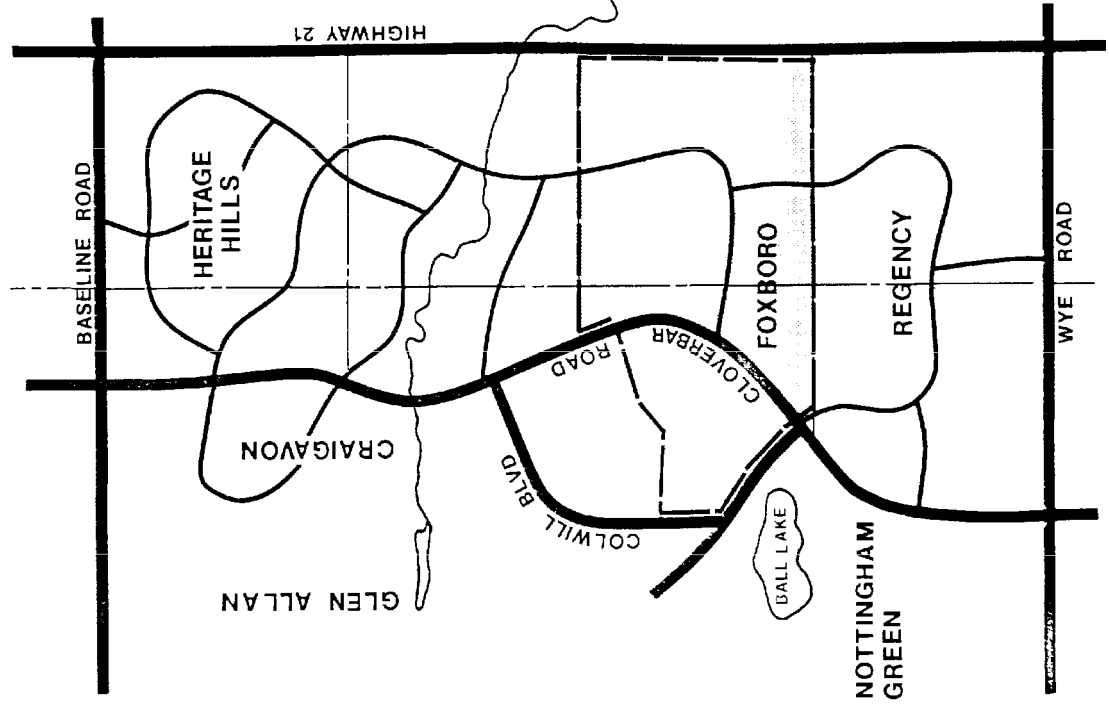 HIGHWAY 21
BASELINE ROAD
HERITAGE
HILLS
CRAIGAVON
GLEN ALLAN
COLWILL BLVD
CLOVERBAR ROAD
FOXBORO
REGENCY
WYE ROAD
BALL LAKE
NOTTINGHAM
GREEN